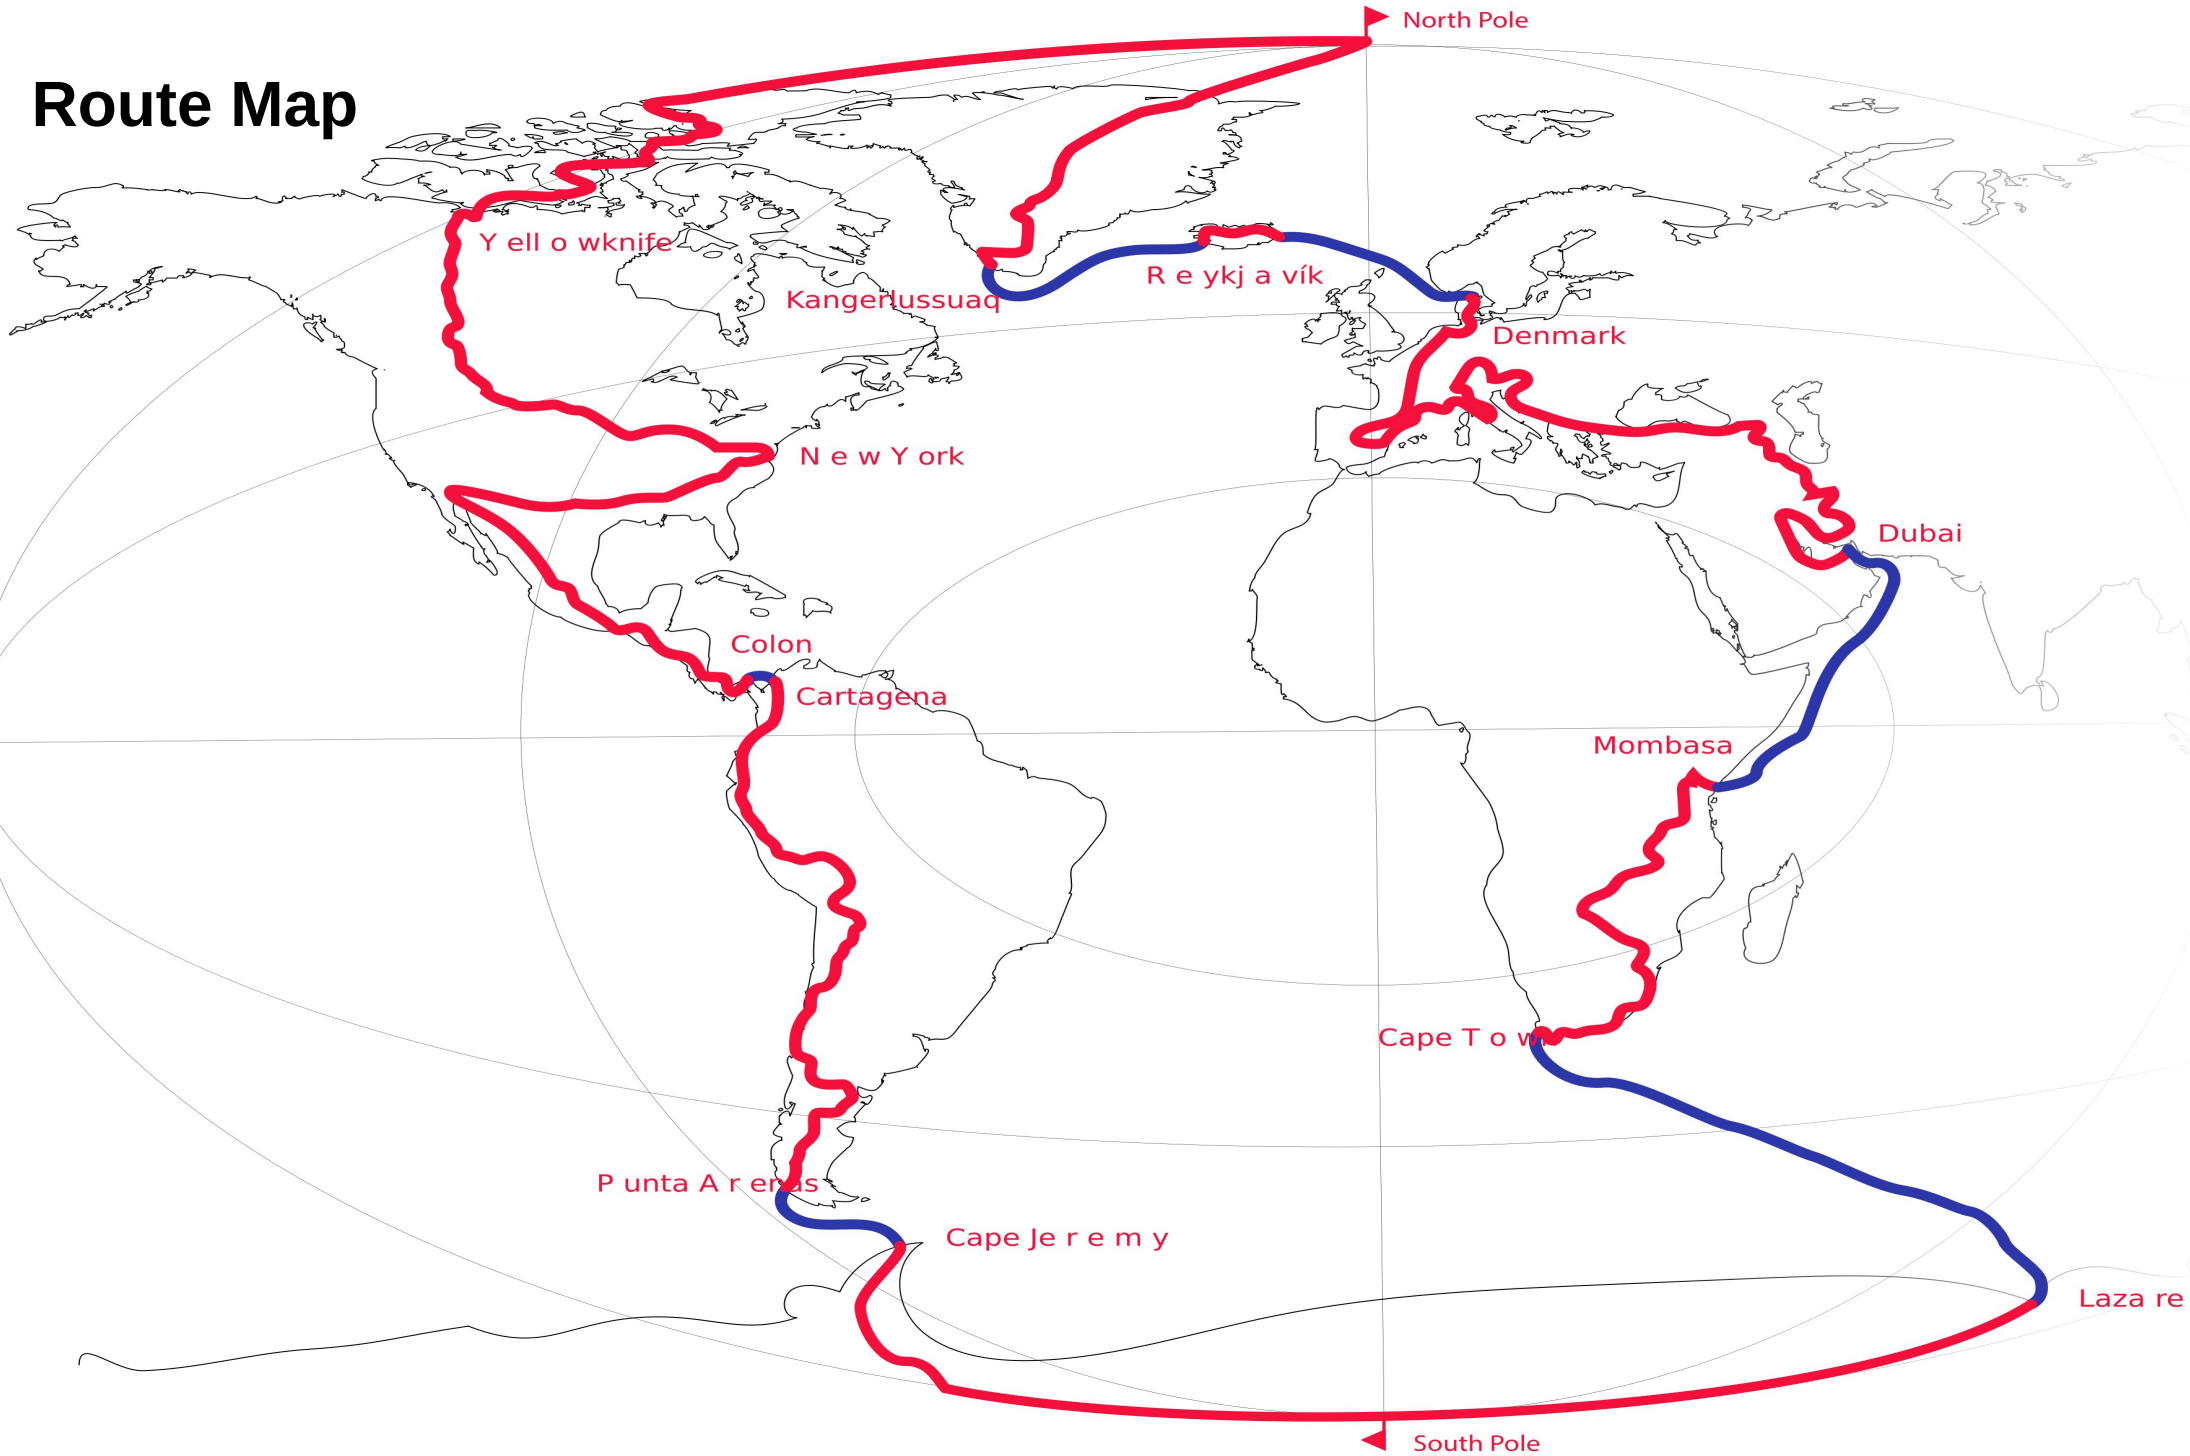 North Pole
Route Map
Y ell o wknife
R e ykj a vík
Kangerlussuaq
Denmark
N e w Y ork
Dubai
Colon
Cartagena
Mombasa
Cape T o w
P unta A r enas
Cape Je r e m y
Laza re
South Pole